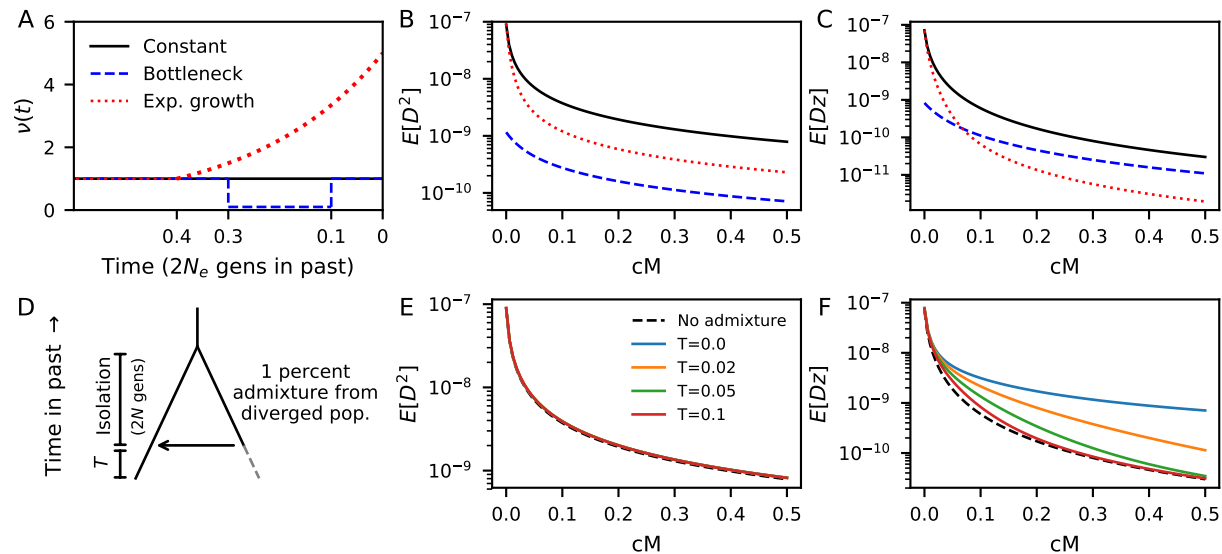 A
6
4
2
0
ν(t)
Constant
Bottleneck
Exp. growth
0.4
0.3
0.1
0
Time (2Nₑ gens in past)
B
10⁻⁷
10⁻⁸
10⁻⁹
10⁻¹⁰
E[D²]
0.0
0.1
0.2
0.3
0.4
0.5
cM
C
10⁻⁷
10⁻⁸
10⁻⁹
10⁻¹⁰
10⁻¹¹
E[Dz]
0.0
0.1
0.2
0.3
0.4
0.5
cM
D
Time in past →
Isolation
(2N gens)
T
1 percent
admixture from
diverged pop.
E
10⁻⁷
10⁻⁸
10⁻⁹
E[D²]
No admixture
T=0.0
T=0.02
T=0.05
T=0.1
0.0
0.1
0.2
0.3
0.4
0.5
cM
F
10⁻⁷
10⁻⁸
10⁻⁹
10⁻¹⁰
E[Dz]
0.0
0.1
0.2
0.3
0.4
0.5
cM